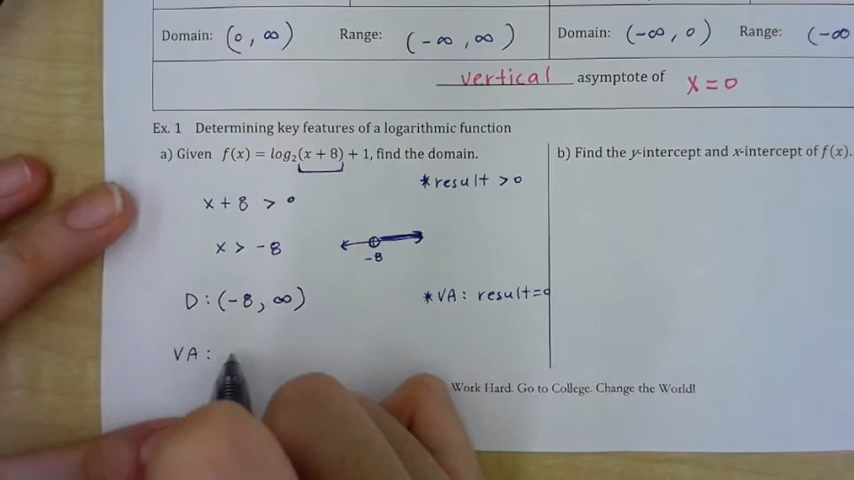 Domain: (0, ∞) Range: (-∞, ∞) Domain: (-∞, 0) Range: (-∞
vertical asymptote of x=0
Ex. 1 Determining key features of a logarithmic function
a) Given f(x) = log₂(x + 8) + 1, find the domain.
*result > 0
x + 8 > 0
x > -8
-8
D: (-8, ∞)
*VA: result=0
VA:
b) Find the y-intercept and x-intercept of f(x).
Work Hard. Go to College. Change the World!